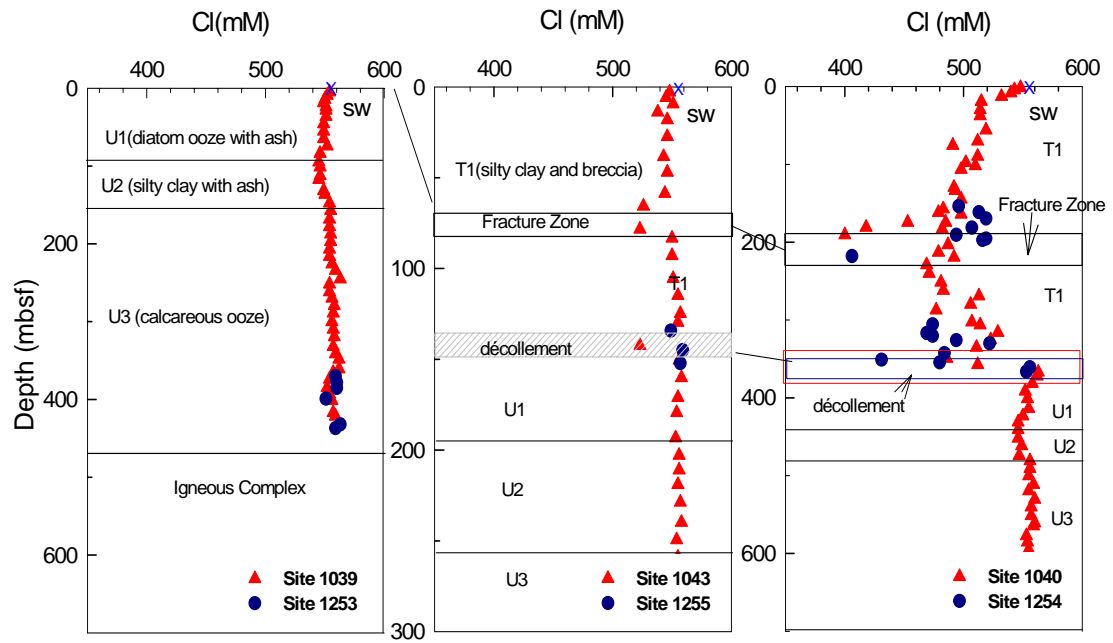 Cl(mM)
400 500 600
0
200
400
600
Depth (mbsf)
x
SW
U1(diatom ooze with ash)
U2 (silty clay with ash)
U3 (calcareous ooze)
Igneous Complex
Site 1039
Site 1253
Cl (mM)
400 500 600
0
100
200
300
x
SW
T1(silty clay and breccia)
Fracture Zone
T1
décollement
U1
U2
U3
Site 1043
Site 1255
Cl (mM)
400 500 600
0
200
400
600
x
SW
T1
Fracture Zone
T1
décollement
U1
U2
U3
Site 1040
Site 1254